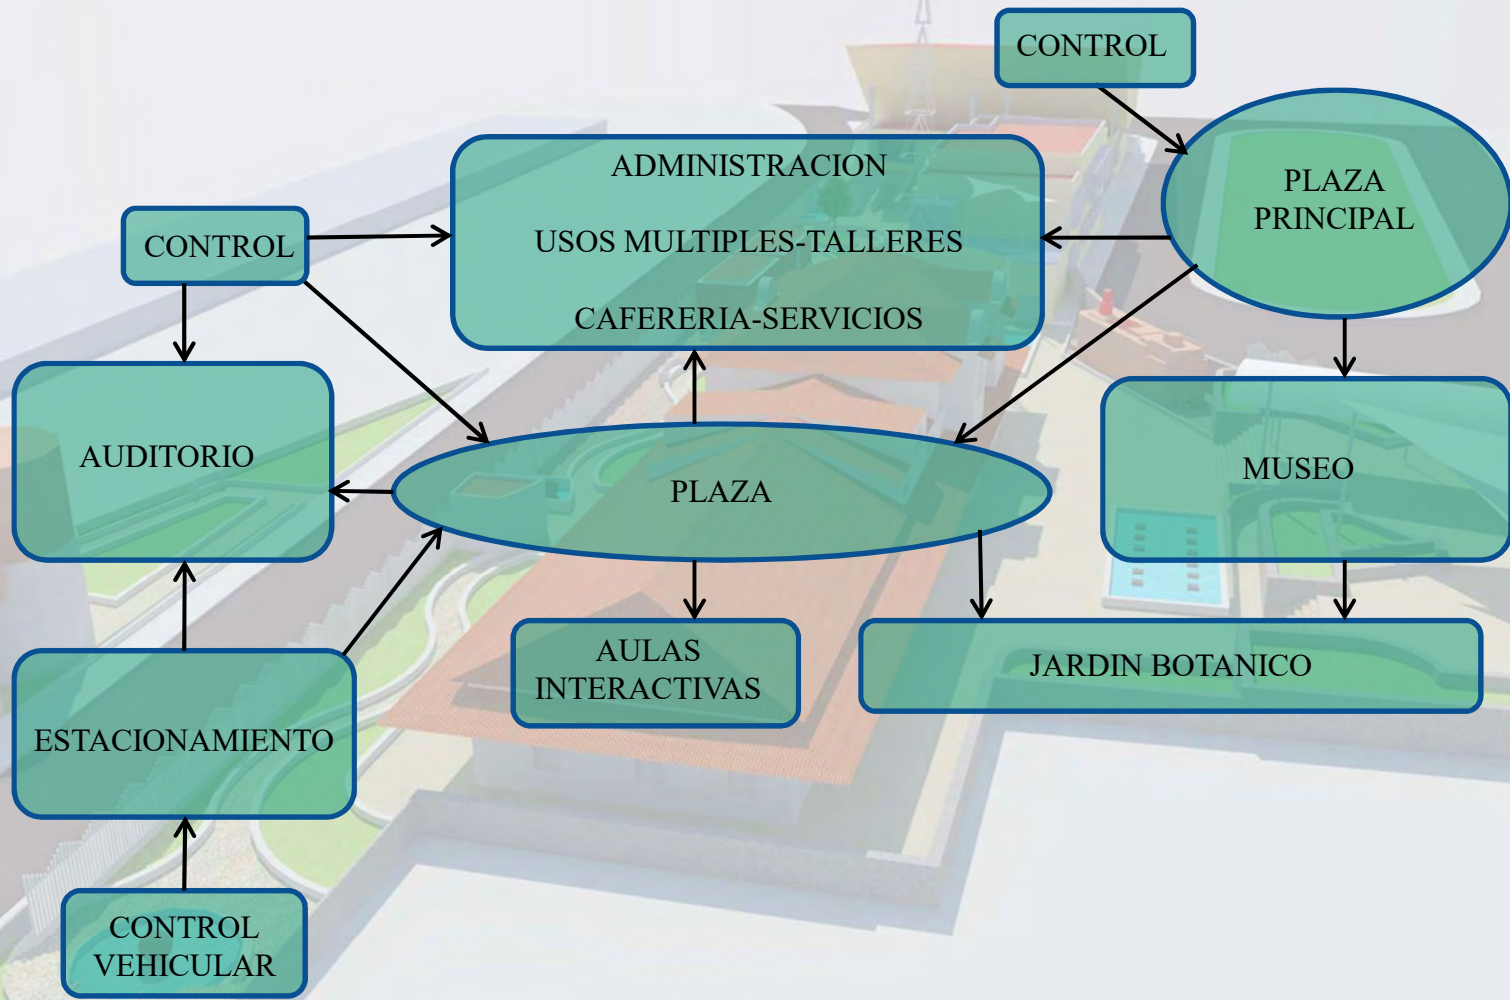 CONTROL
PLAZA
PRINCIPAL
ADMINISTRACION
USOS MULTIPLES-TALLERES
CAFERERIA-SERVICIOS
CONTROL
AUDITORIO
PLAZA
MUSEO
AULAS
INTERACTIVAS
JARDIN BOTANICO
ESTACIONAMIENTO
CONTROL
VEHICULAR